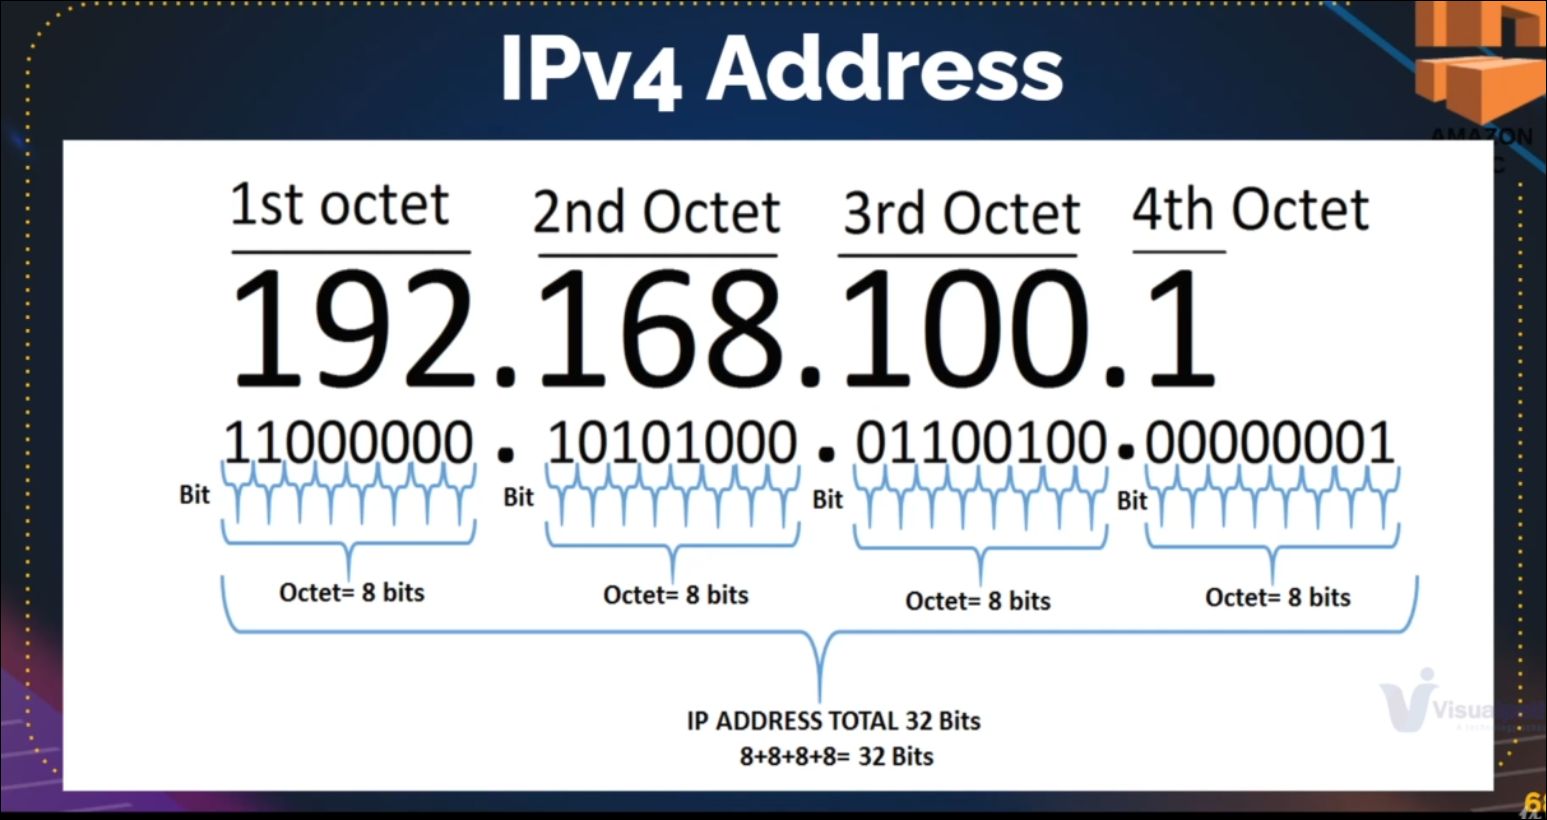 IPv4 Address
AMAZON
1st octet 2nd Octet 3rd Octet 4th Octet
192.168.100.1
11000000 . 10101000 . 01100100 . 00000001
Bit Bit Bit Bit
Octet= 8 bits Octet= 8 bits Octet= 8 bits Octet= 8 bits
IP ADDRESS TOTAL 32 Bits
8+8+8+8= 32 Bits